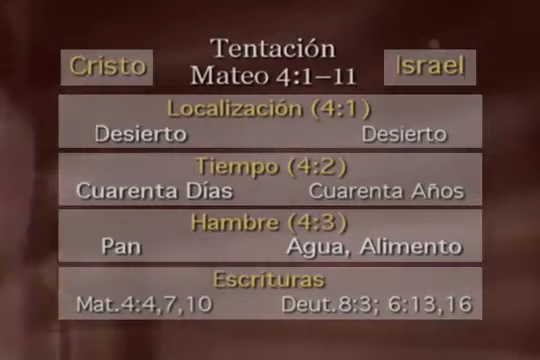 Tentación
Cristo Mateo 4:1–11 Israel
Localización (4:1)
Desierto Desierto
Tiempo (4:2)
Cuarenta Días Cuarenta Años
Hambre (4:3)
Pan Agua, Alimento
Escrituras
Mat.4:4,7,10 Deut.8:3; 6:13,16